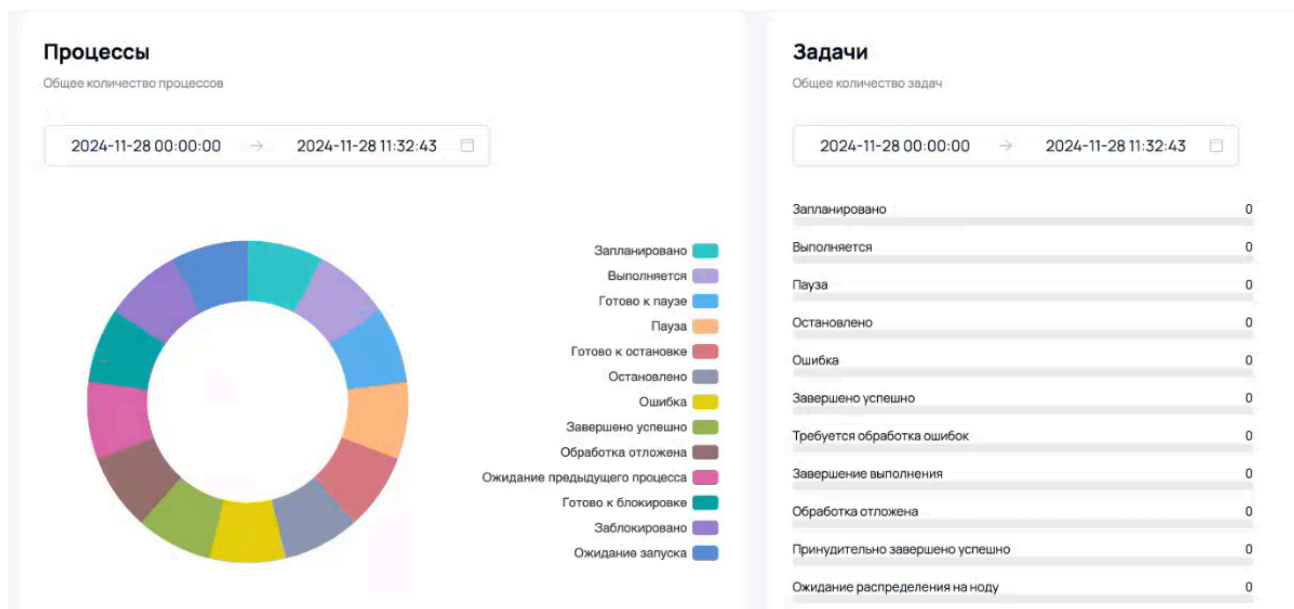 Процессы
Общее количество процессов
2024-11-28 00:00:00 → 2024-11-28 11:32:43
Запланировано
Выполняется
Готово к паузе
Пауза
Готово к остановке
Остановлено
Ошибка
Завершено успешно
Обработка отложена
Ожидание предыдущего процесса
Готово к блокировке
Заблокировано
Ожидание запуска
Задачи
Общее количество задач
2024-11-28 00:00:00 → 2024-11-28 11:32:43
Запланировано 0
Выполняется 0
Пауза 0
Остановлено 0
Ошибка 0
Завершено успешно 0
Требуется обработка ошибок 0
Завершение выполнения 0
Обработка отложена 0
Принудительно завершено успешно 0
Ожидание распределения на ноду 0